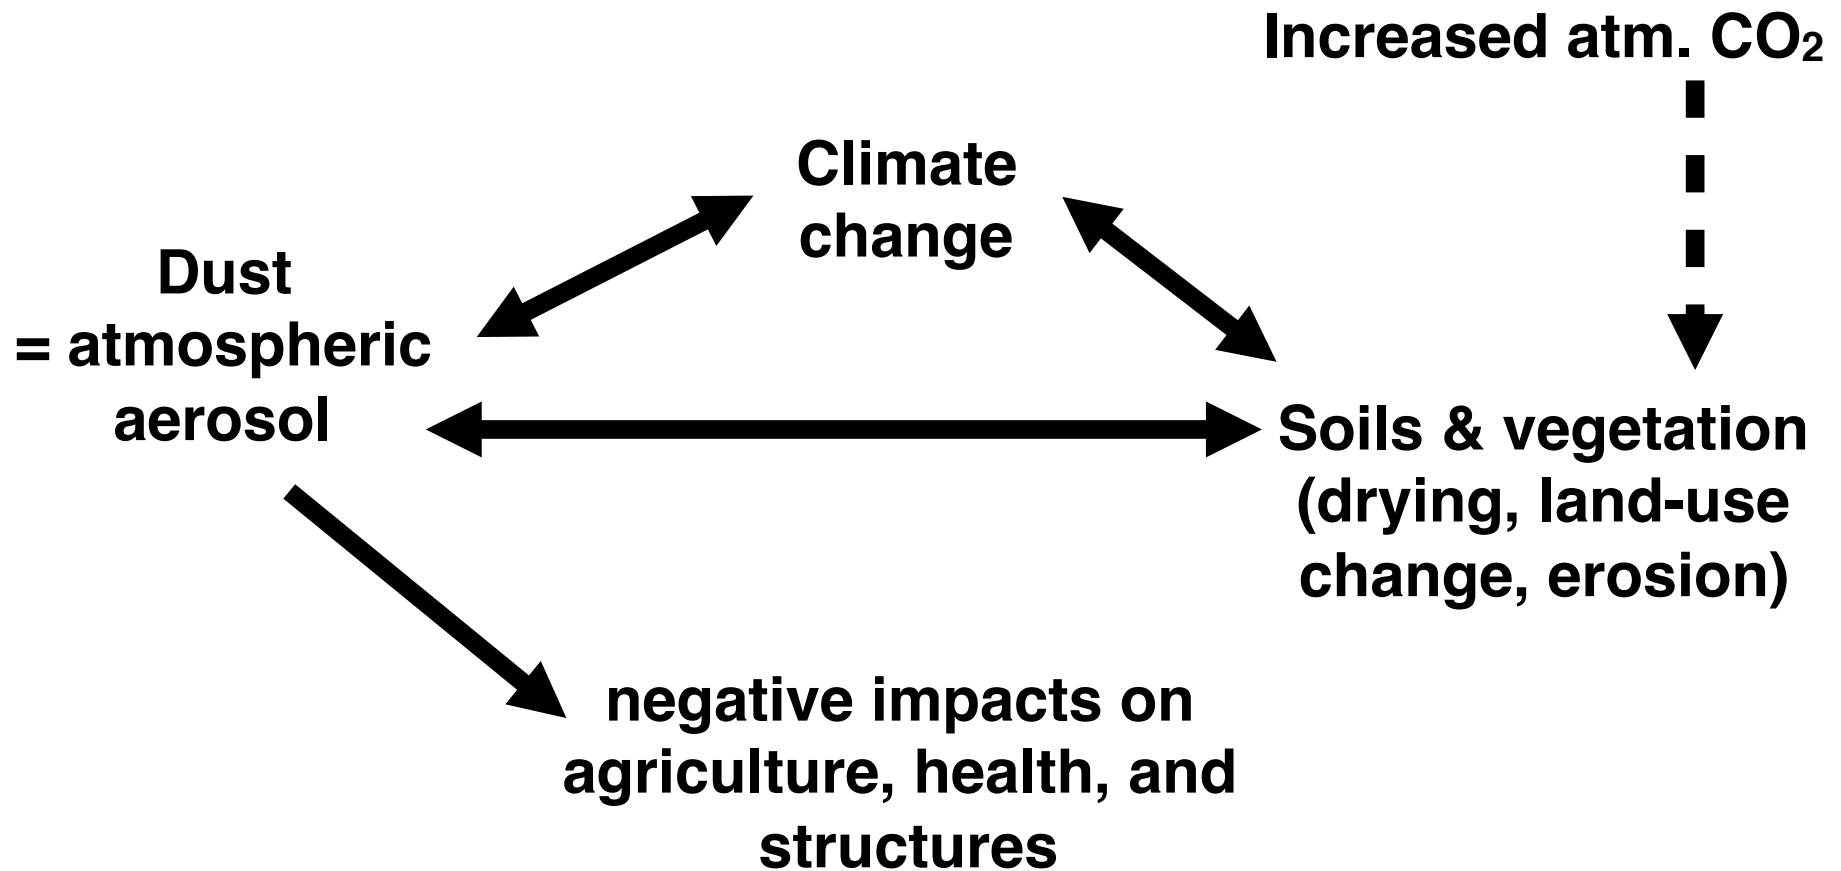 Increased atm. CO₂
Climate
change
Dust
= atmospheric
aerosol
Soils & vegetation
(drying, land-use
change, erosion)
negative impacts on
agriculture, health, and
structures